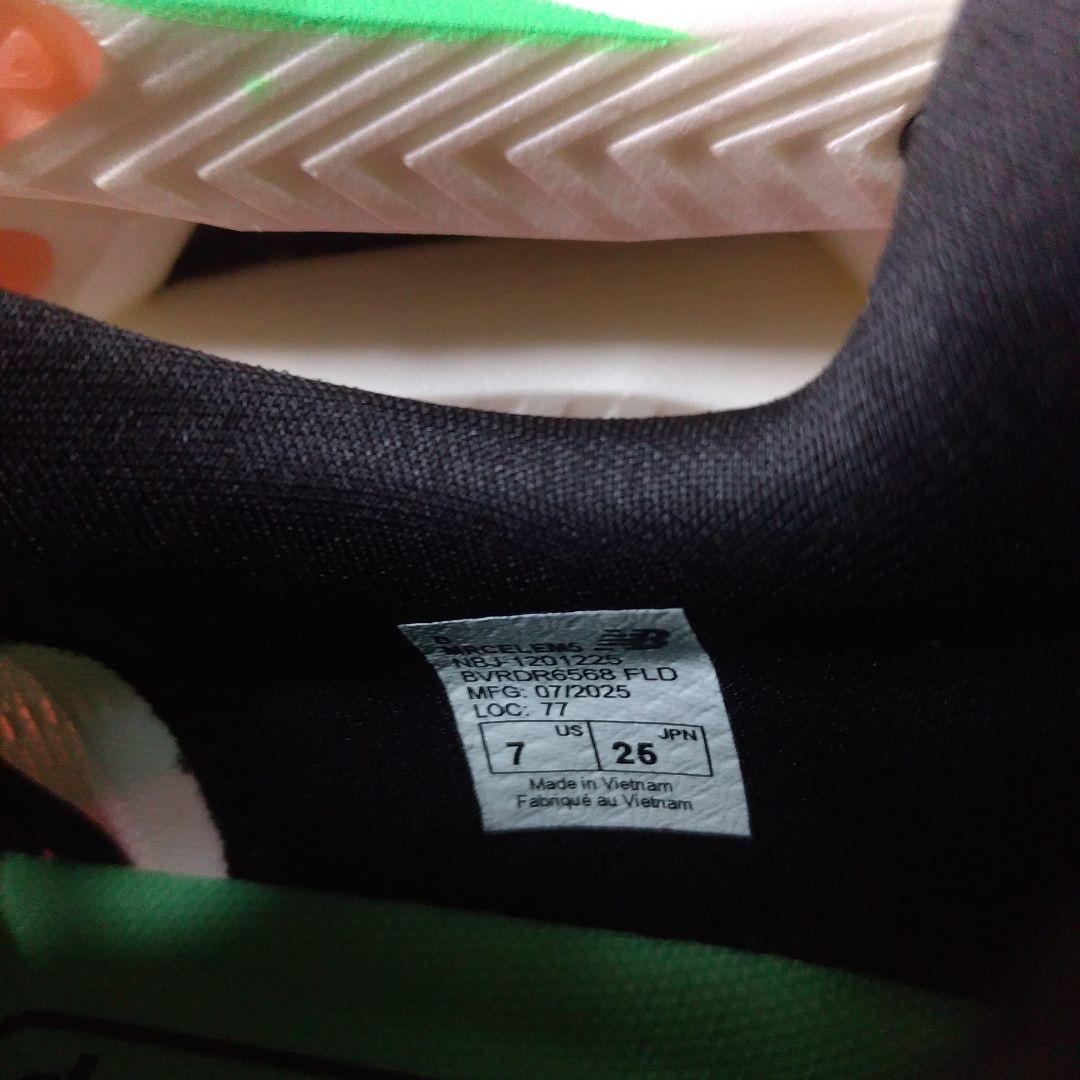 D
MRCELEM5 NB
NBJ-1201225
BVRDR6568 FLD
MFG: 07/2025
LOC: 77
7 US 25 JPN
Made in Vietnam
Fabriqué au Vietnam